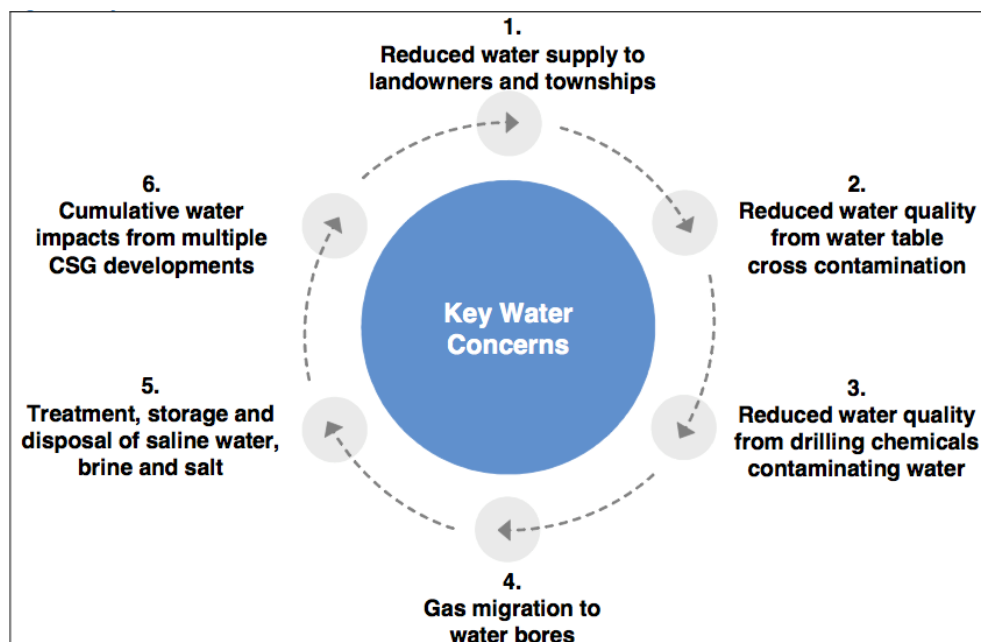 1.
Reduced water supply to
landowners and townships
2.
Reduced water quality
from water table
cross contamination
3.
Reduced water quality
from drilling chemicals
contaminating water
4.
Gas migration to
water bores
5.
Treatment, storage and
disposal of saline water,
brine and salt
6.
Cumulative water
impacts from multiple
CSG developments
Key Water
Concerns